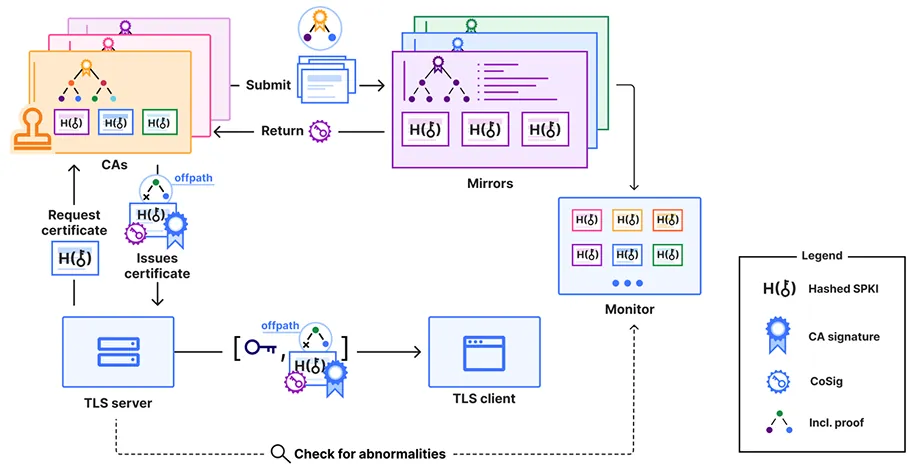 Submit
Return
H( )
H( )
H( )
H( )
H( )
H( )
CAs
Mirrors
offpath
Request
certificate
H( )
H( )
Issues
certificate
H( )
H( )
H( )
H( )
H( )
H( )
Monitor
Legend
H( ) Hashed SPKI
CA signature
CoSig
Incl. proof
offpath
[ , ]
H( )
TLS server
TLS client
Check for abnormalities